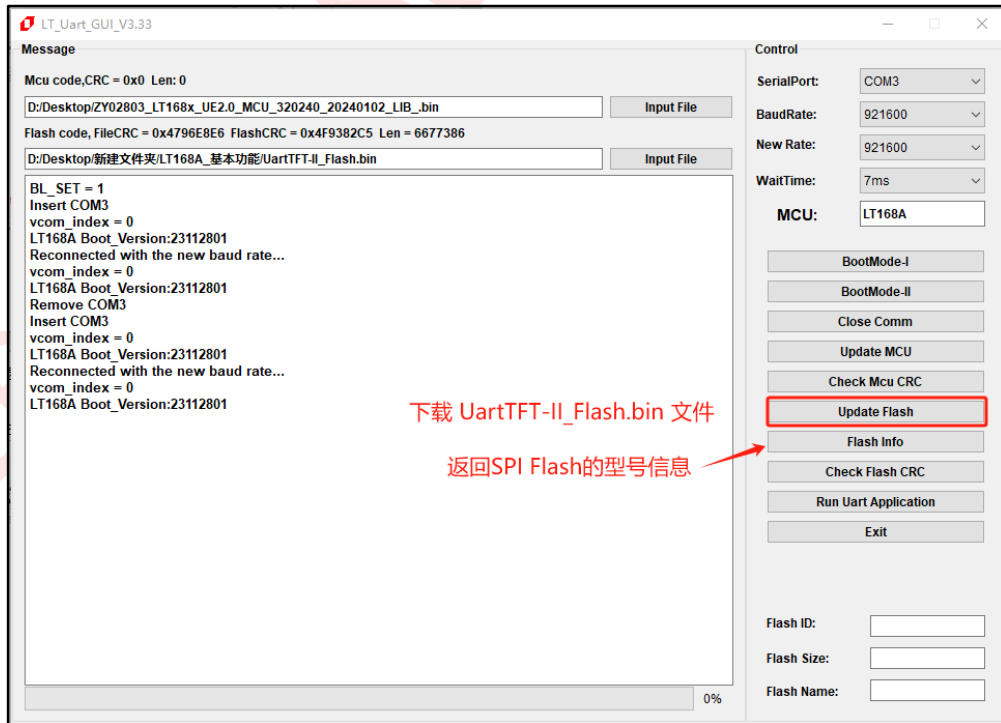 LT_Uart_GUI_V3.33
Message
Mcu code,CRC = 0x0 Len: 0
D:/Desktop/ZY02803_LT168x_UE2.0_MCU_320240_20240102_LIB_.bin
Input File
Flash code, FileCRC = 0x4796E8E6 FlashCRC = 0x4F9382C5 Len = 6677386
D:/Desktop/新建文件夹/LT168A_基本功能/UartTFT-II_Flash.bin
Input File
BL_SET = 1
Insert COM3
vcom_index = 0
LT168A Boot_Version:23112801
Reconnected with the new baud rate...
vcom_index = 0
LT168A Boot_Version:23112801
Remove COM3
Insert COM3
vcom_index = 0
LT168A Boot_Version:23112801
Reconnected with the new baud rate...
vcom_index = 0
LT168A Boot_Version:23112801
下载 UartTFT-II_Flash.bin 文件
返回SPI Flash的型号信息
0%
Control
SerialPort: COM3
BaudRate: 921600
New Rate: 921600
WaitTime: 7ms
MCU: LT168A
BootMode-I
BootMode-II
Close Comm
Update MCU
Check Mcu CRC
Update Flash
Flash Info
Check Flash CRC
Run Uart Application
Exit
Flash ID:
Flash Size:
Flash Name: